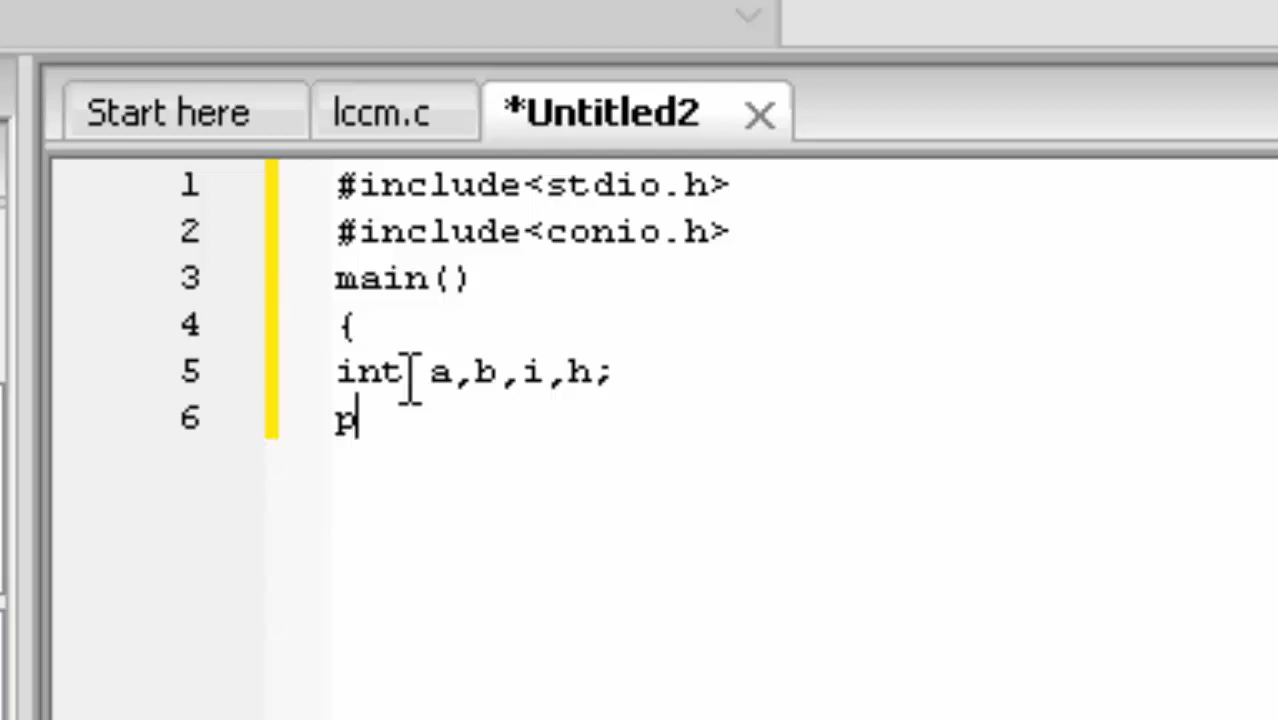 Start here
lccm.c
*Untitled2
1 #include<stdio.h>
2 #include<conio.h>
3 main()
4 {
5 int a,b,i,h;
6 p